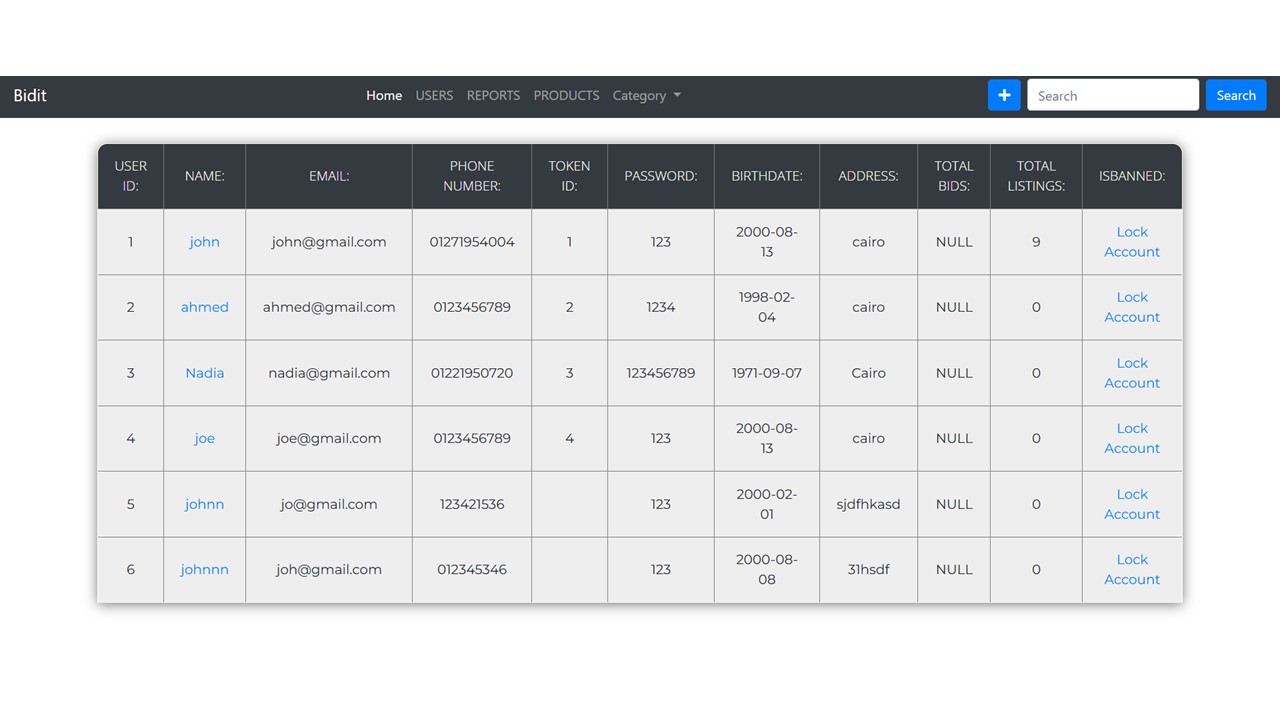 Bidit Home USERS REPORTS PRODUCTS Category Search Search
USER ID: NAME: EMAIL: PHONE NUMBER: TOKEN ID: PASSWORD: BIRTHDATE: ADDRESS: TOTAL BIDS: TOTAL LISTINGS: ISBANNED:
1 john john@gmail.com 01271954004 1 123 2000-08-13 cairo NULL 9 Lock Account
2 ahmed ahmed@gmail.com 0123456789 2 1234 1998-02-04 cairo NULL 0 Lock Account
3 Nadia nadia@gmail.com 01221950720 3 123456789 1971-09-07 Cairo NULL 0 Lock Account
4 joe joe@gmail.com 0123456789 4 123 2000-08-13 cairo NULL 0 Lock Account
5 johnn jo@gmail.com 123421536 123 2000-02-01 sjdfhkasd NULL 0 Lock Account
6 johnnn joh@gmail.com 012345346 123 2000-08-08 31hsdf NULL 0 Lock Account